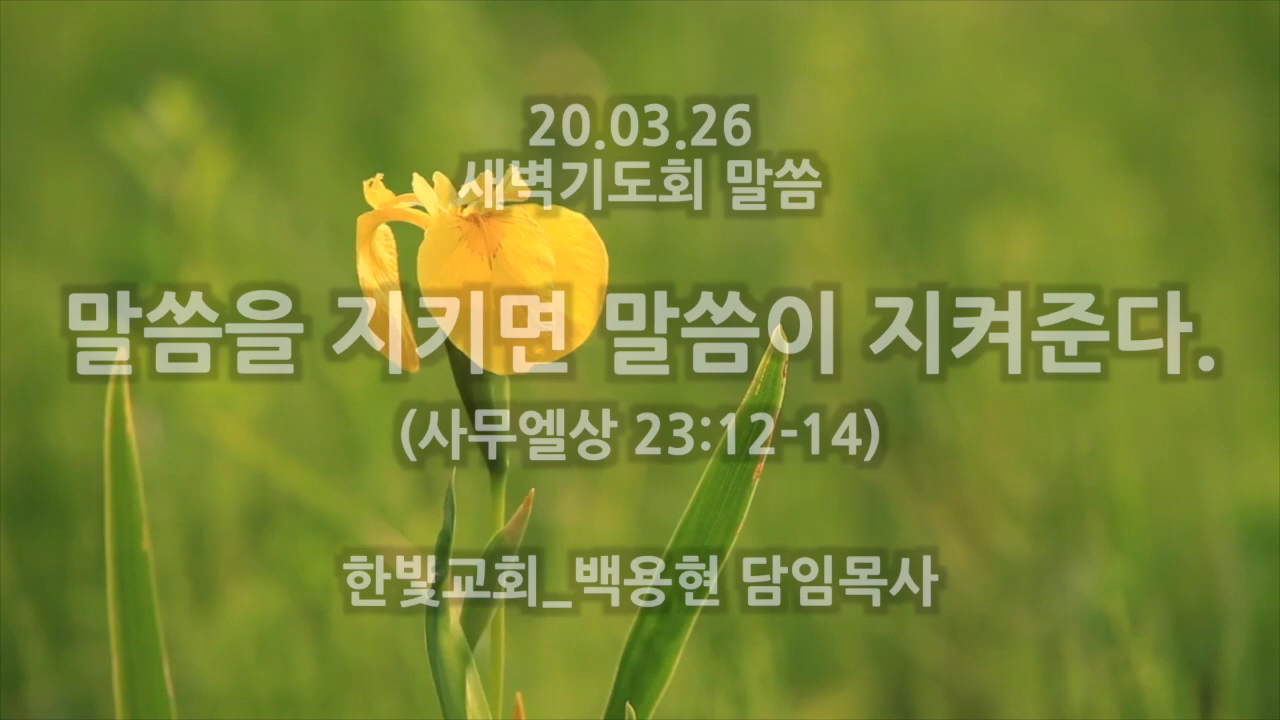 20.03.26
새벽기도회 말씀
말씀을 지키면 말씀이 지켜준다.
(사무엘상 23:12-14)
한빛교회_백용현 담임목사